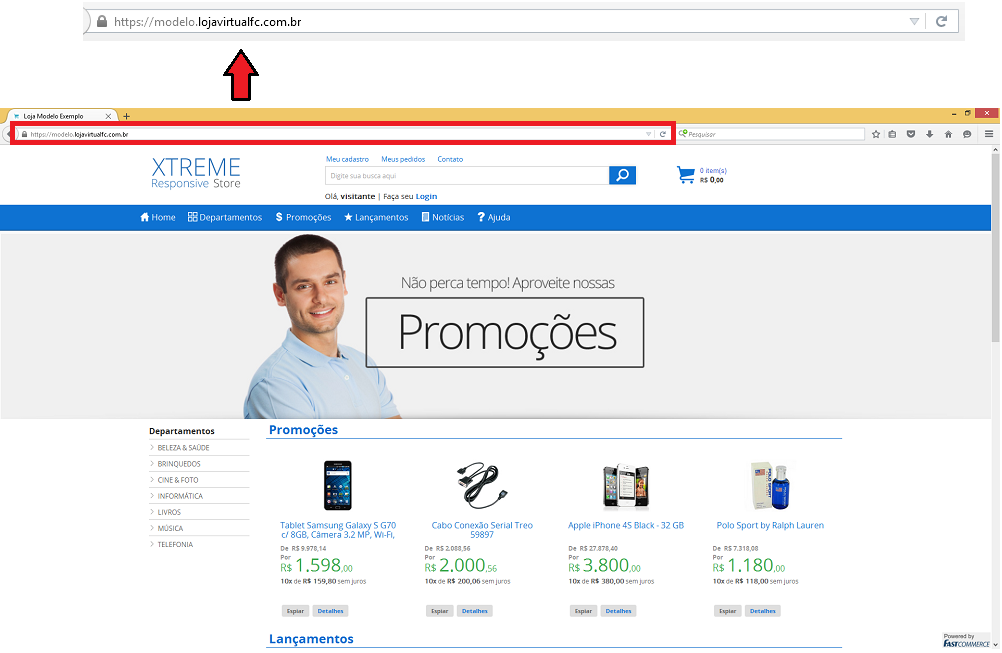 https://modelo.lojavirtualfc.com.br
Loja Modelo Exemplo
https://modelo.lojavirtualfc.com.br
Pesquisar
XTREME
Responsive Store
Meu cadastro Meus pedidos Contato
Digite sua busca aqui
Olá, visitante | Faça seu Login
0 item(s)
R$ 0,00
Home Departamentos $ Promoções Lançamentos Notícias ? Ajuda
Não perca tempo! Aproveite nossas
Promoções
Departamentos
BELEZA & SAÚDE
BRINQUEDOS
CINE & FOTO
INFORMÁTICA
LIVROS
MÚSICA
TELEFONIA
Promoções
Tablet Samsung Galaxy S G70
c/ 8GB, Câmera 3.2 MP, Wi-Fi,
De R$ 9.978,14
Por
R$ 1.598,00
10x de R$ 159,80 sem juros
Espiar Detalhes
Cabo Conexão Serial Treo
59897
De R$ 2.088,56
Por
R$ 2.000,56
10x de R$ 200,06 sem juros
Espiar Detalhes
Apple iPhone 4S Black - 32 GB
De R$ 27.878,40
Por
R$ 3.800,00
10x de R$ 380,00 sem juros
Espiar Detalhes
Polo Sport by Ralph Lauren
De R$ 7.318,08
Por
R$ 1.180,00
10x de R$ 118,00 sem juros
Espiar Detalhes
Lançamentos
Powered by
FASTCOMMERCE